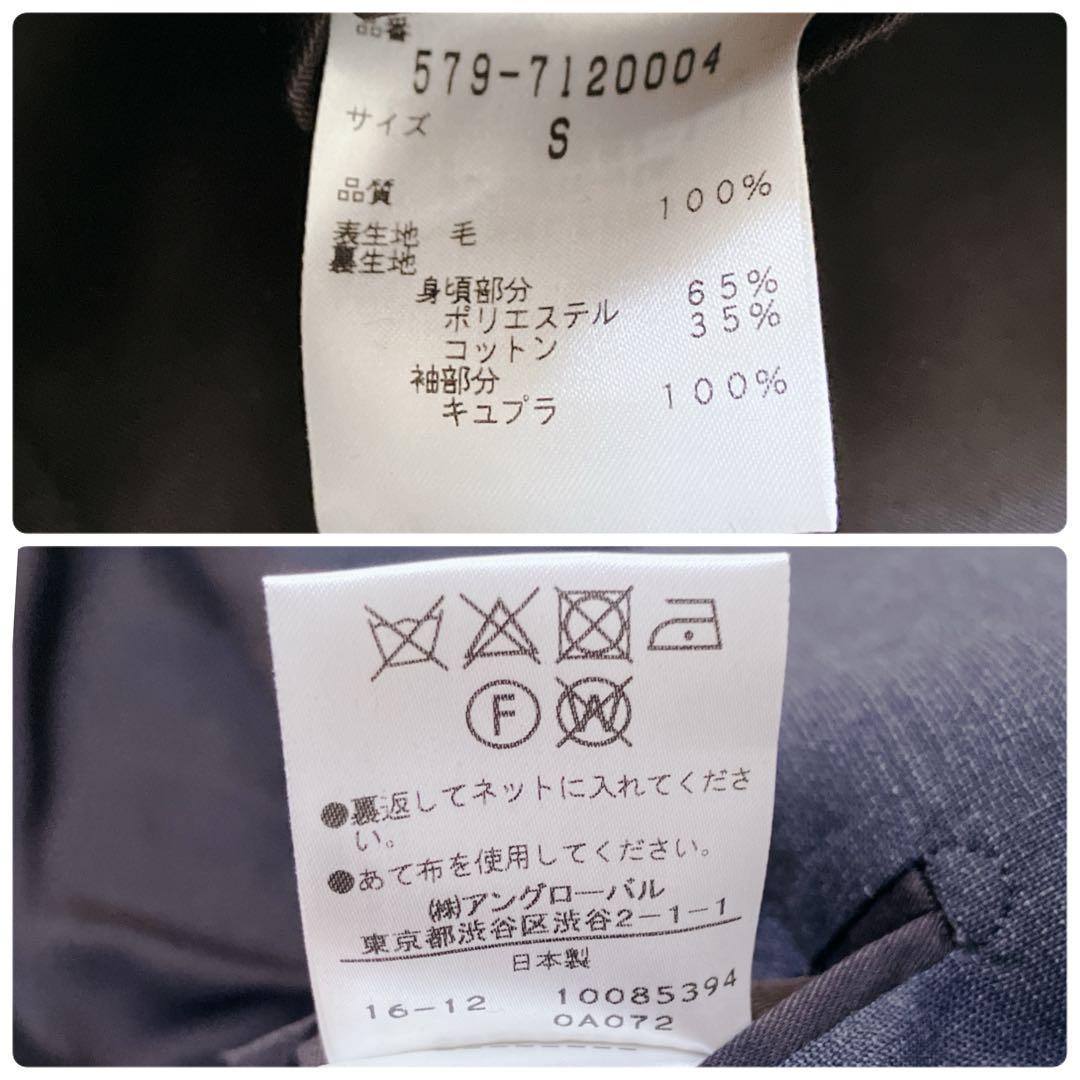 品番
579-7120004
サイズ
S
品質
表生地 毛 100%
裏生地
身頃部分
ポリエステル 65%
コットン 35%
袖部分
キュプラ 100%
F W
●裏返してネットに入れてくださ
い。
●あて布を使用してください。
㈱アングローバル
東京都渋谷区渋谷2-1-1
日本製
16-12 10085394
0A072